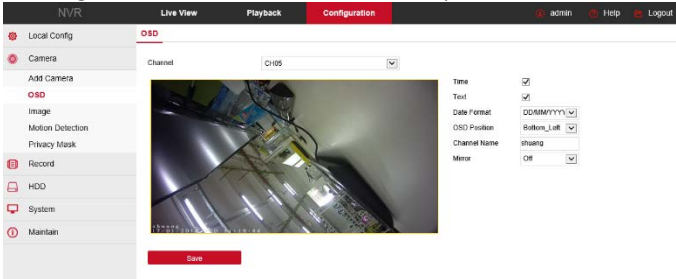 NVR Live View Playback Configuration admin Help Logout
Local Config
OSD
Camera
Channel CH05
Add Camera
OSD
Image
Motion Detection
Privacy Mask
Record
HDD
System
Maintain
Time
Text
Date Format DD/MM/YYYY
OSD Position Bottom_Left
Channel Name shuang
Mirror Off
shuang
Save